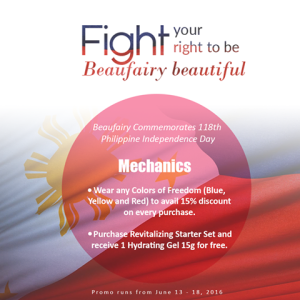 Fight your
right to be
Beaufairy beautiful
Beaufairy Commemorates 118th
Philippine Independence Day
Mechanics
• Wear any Colors of Freedom (Blue,
Yellow and Red) to avail 15% discount
on every purchase.
• Purchase Revitalizing Starter Set and
receive 1 Hydrating Gel 15g for free.
Promo runs from June 13 - 18, 2016